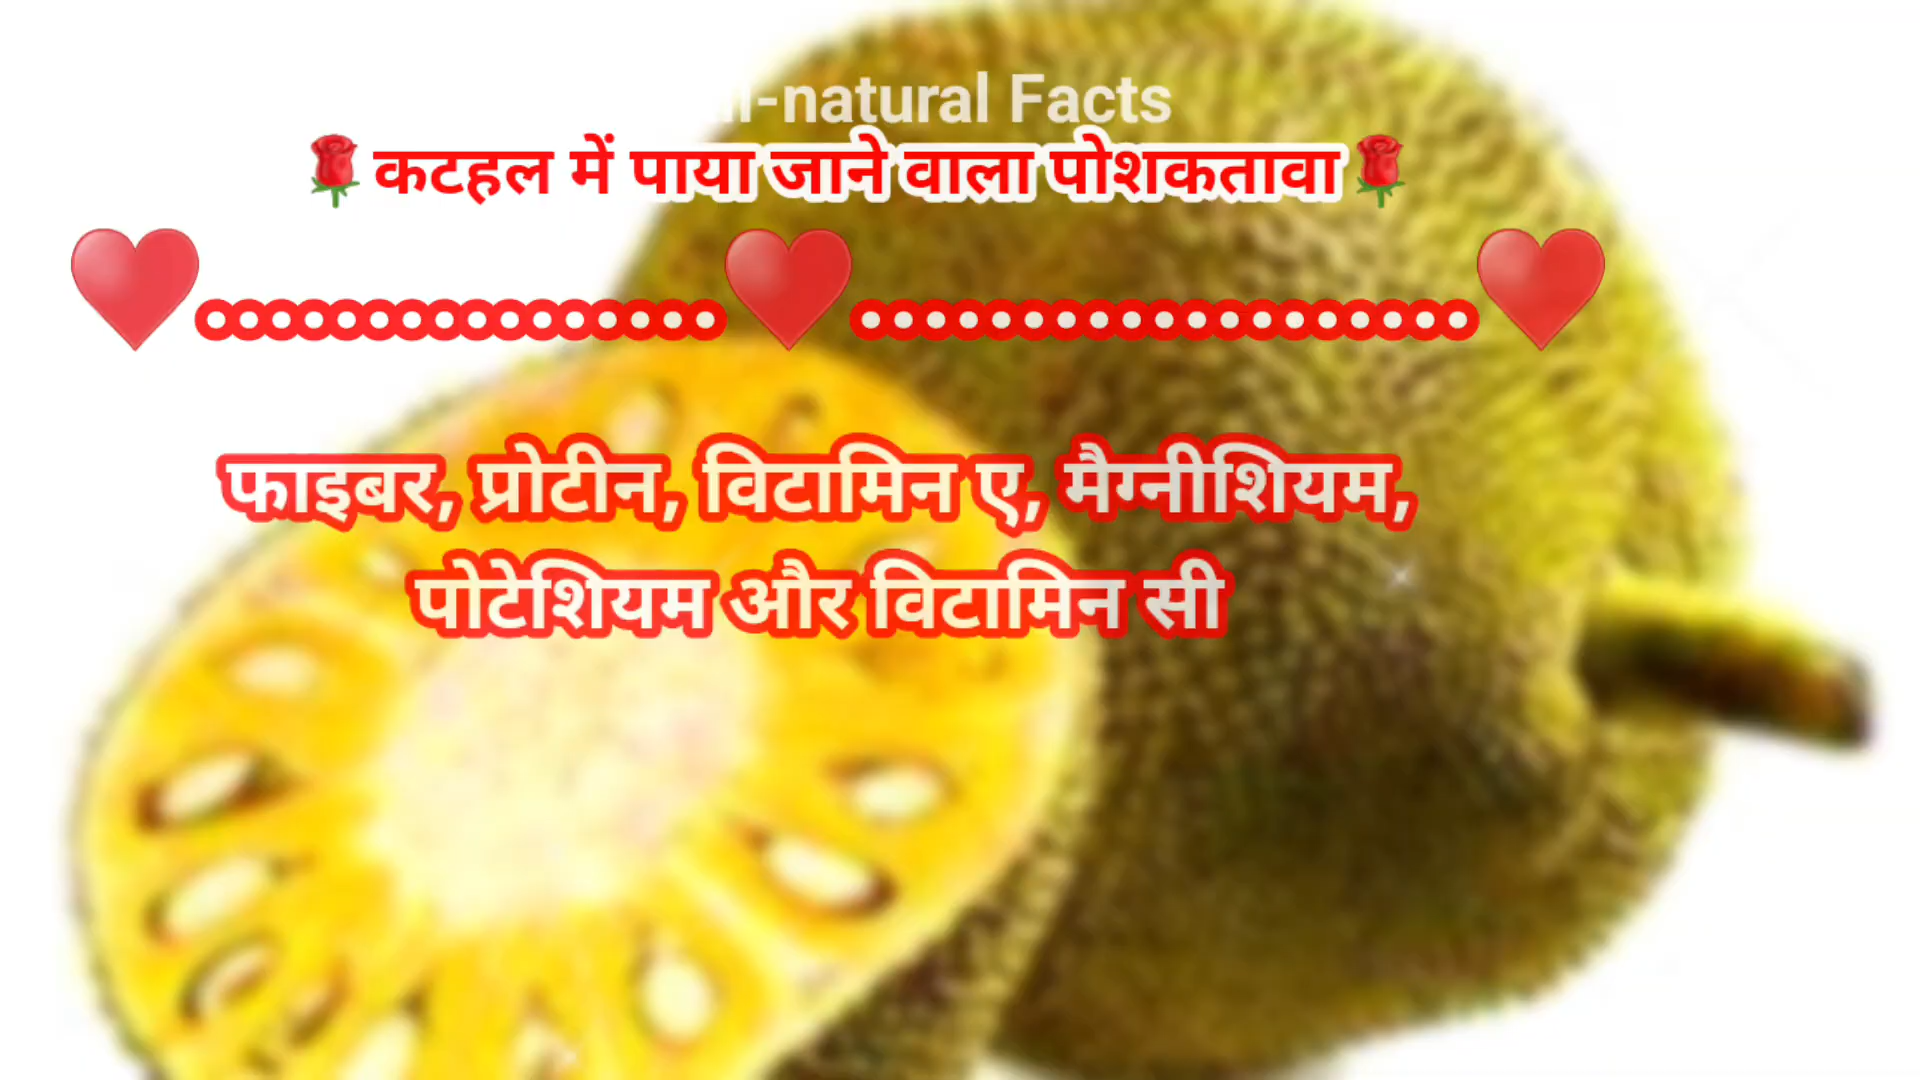 -natural Facts
🌹कटहल में पाया जाने वाला पोशकतावा🌹
फाइबर, प्रोटीन, विटामिन ए, मैग्नीशियम,
पोटेशियम और विटामिन सी